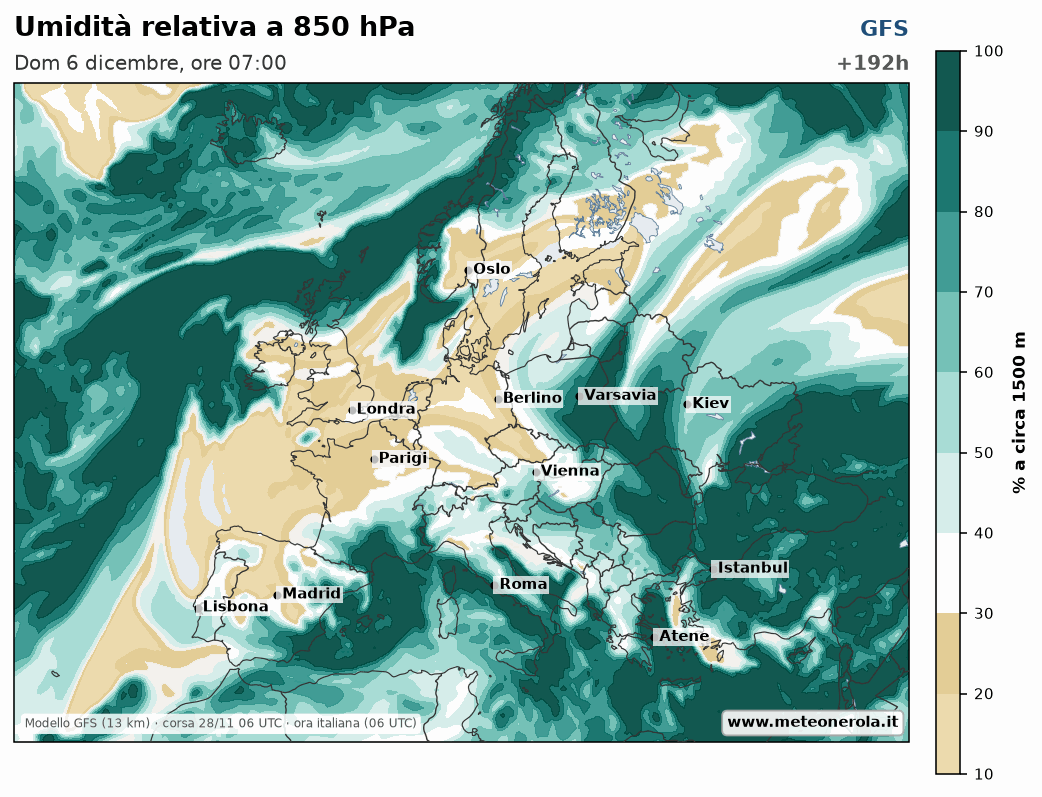 Umidità relativa a 850 hPa
GFS
Dom 6 dicembre, ore 07:00
+192h
100
90
80
70
60
50
40
30
20
10
% a circa 1500 m
Oslo
Berlino
Varsavia
Kiev
Londra
Parigi
Vienna
Istanbul
Roma
Madrid
Lisbona
Atene
Modello GFS (13 km) · corsa 28/11 06 UTC · ora italiana (06 UTC)
www.meteonerola.it